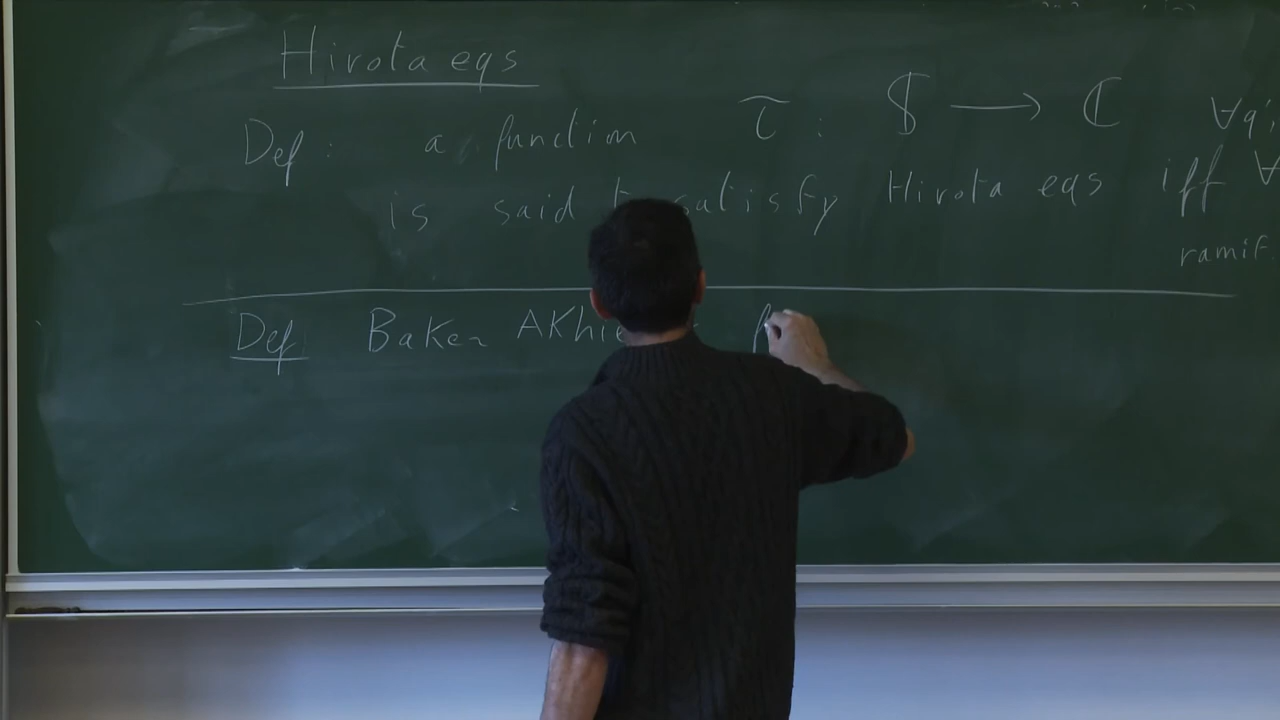 Hirota eqs
Def : a function τ̃ : $ → ℂ ∀q;
is said satisfy Hirota eqs iff ∀
ramif.
Def Baker AKhie